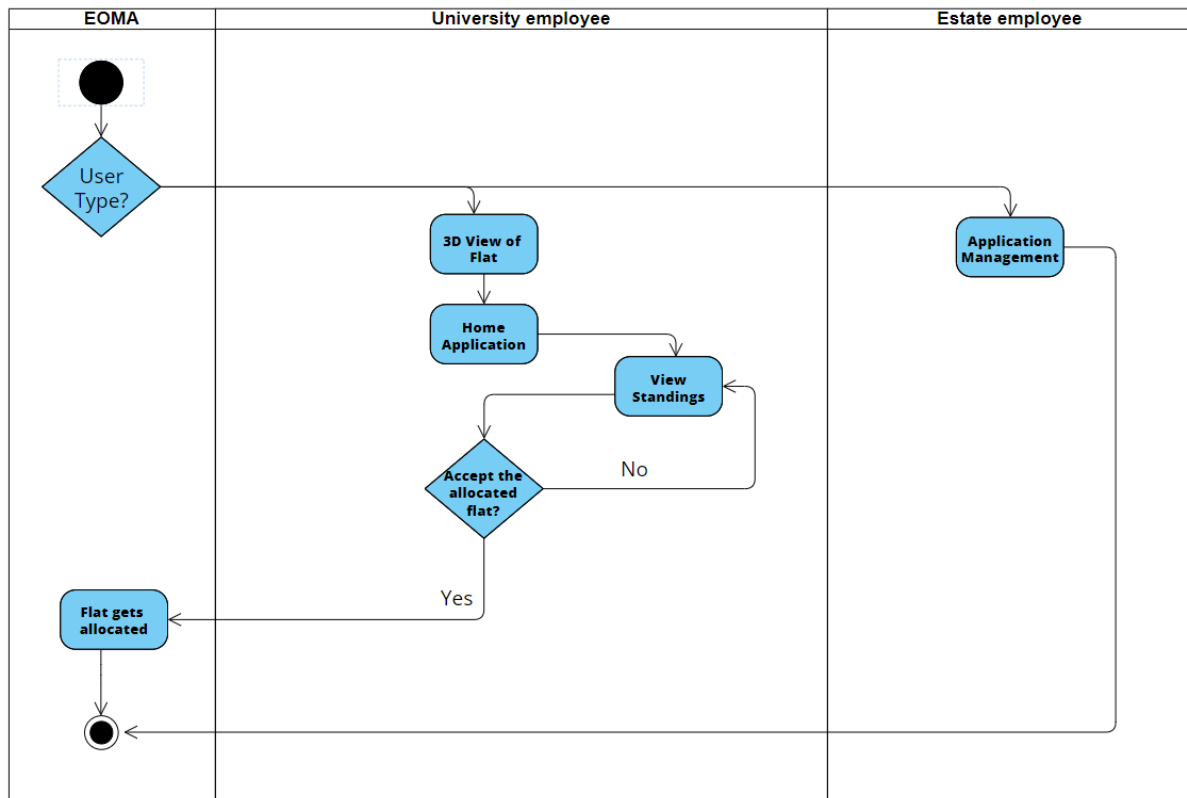 EOMA
University employee
Estate employee
User
Type?
3D View of
Flat
Application
Management
Home
Application
View
Standings
Accept the
allocated
flat?
No
Yes
Flat gets
allocated